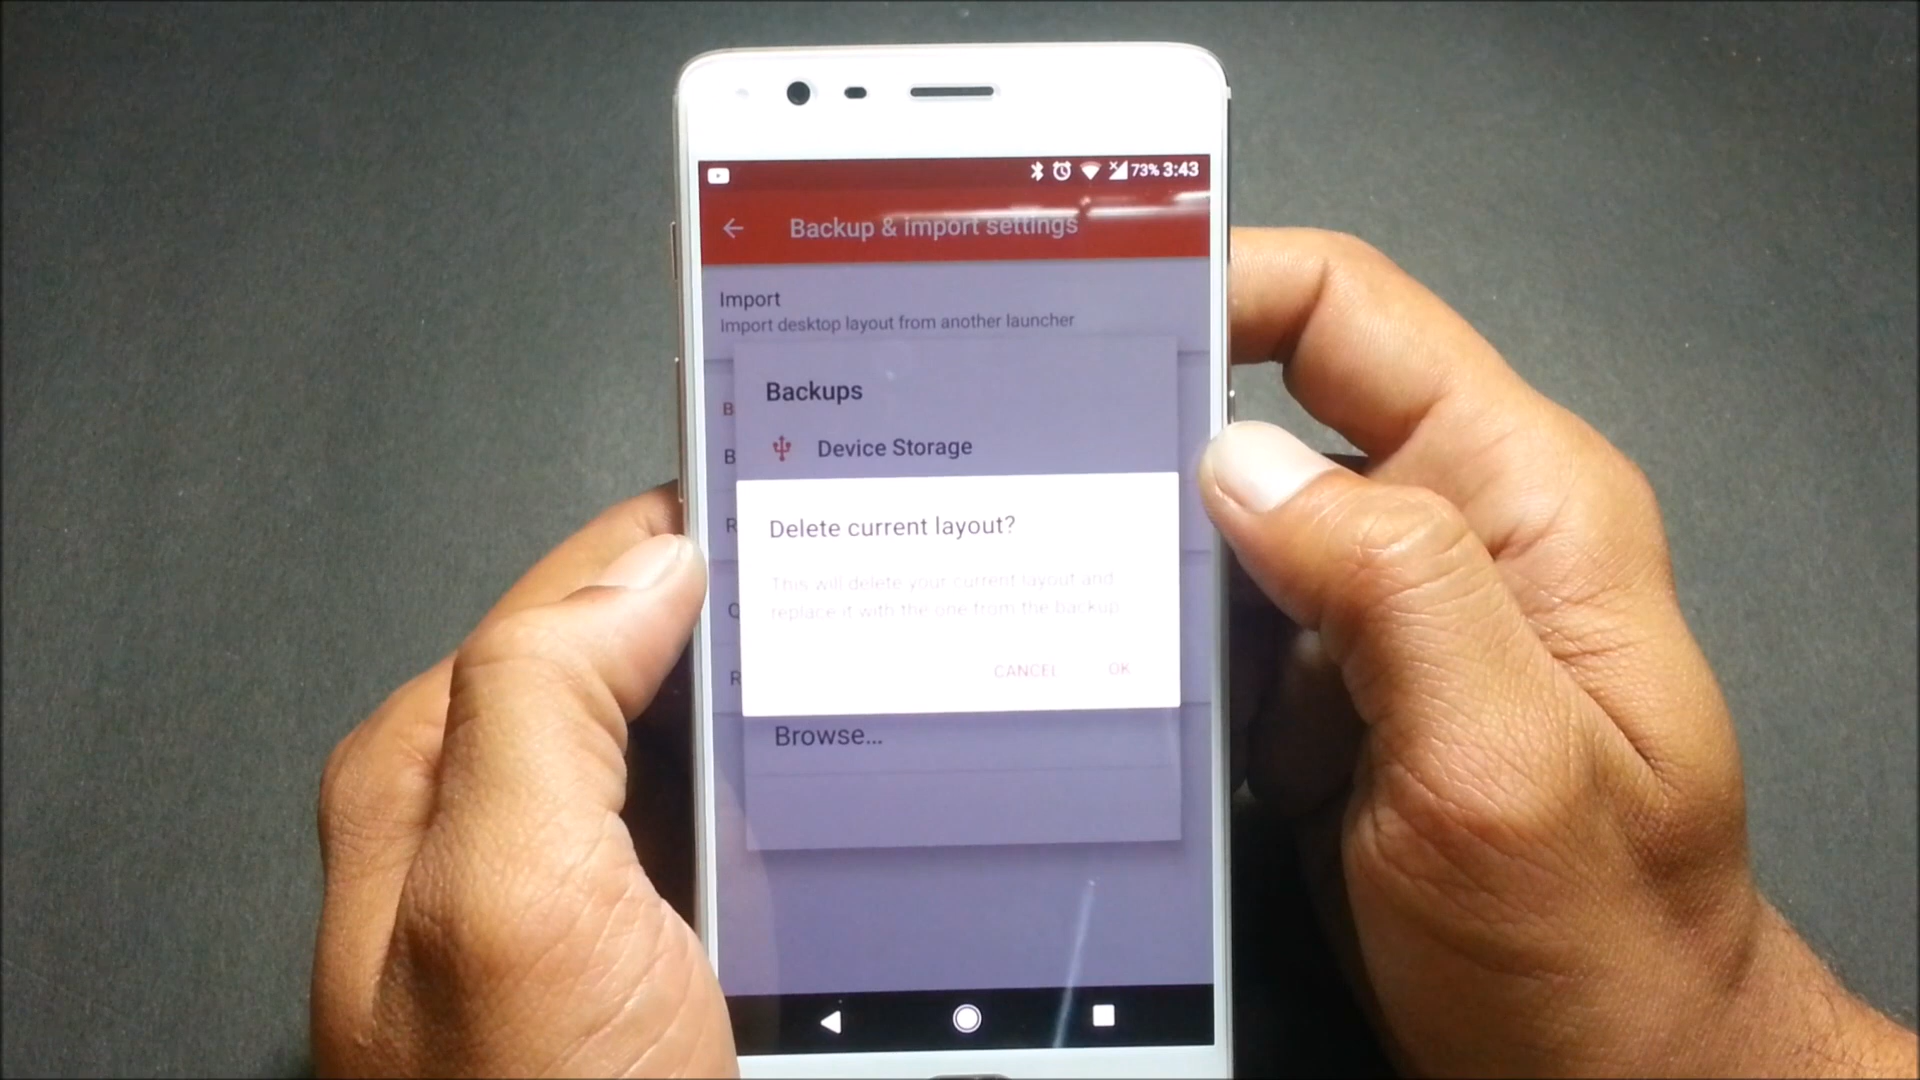 73% 3:43
Backup & import settings
Import
Import desktop layout from another launcher
Backups
B
B
Device Storage
Delete current layout?
R
This will delete your current layout and
replace it with the one from the backup.
CANCEL OK
R
Browse...